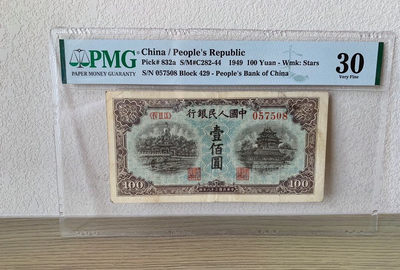 PMG
PAPER MONEY GUARANTY
China / People's Republic
Pick# 832a S/M#C282-44 1949 100 Yuan - Wmk: Stars
S/N 057508 Block 429 - People's Bank of China
30
Very Fine
行銀民人國中
057508
壹佰圓
100
100